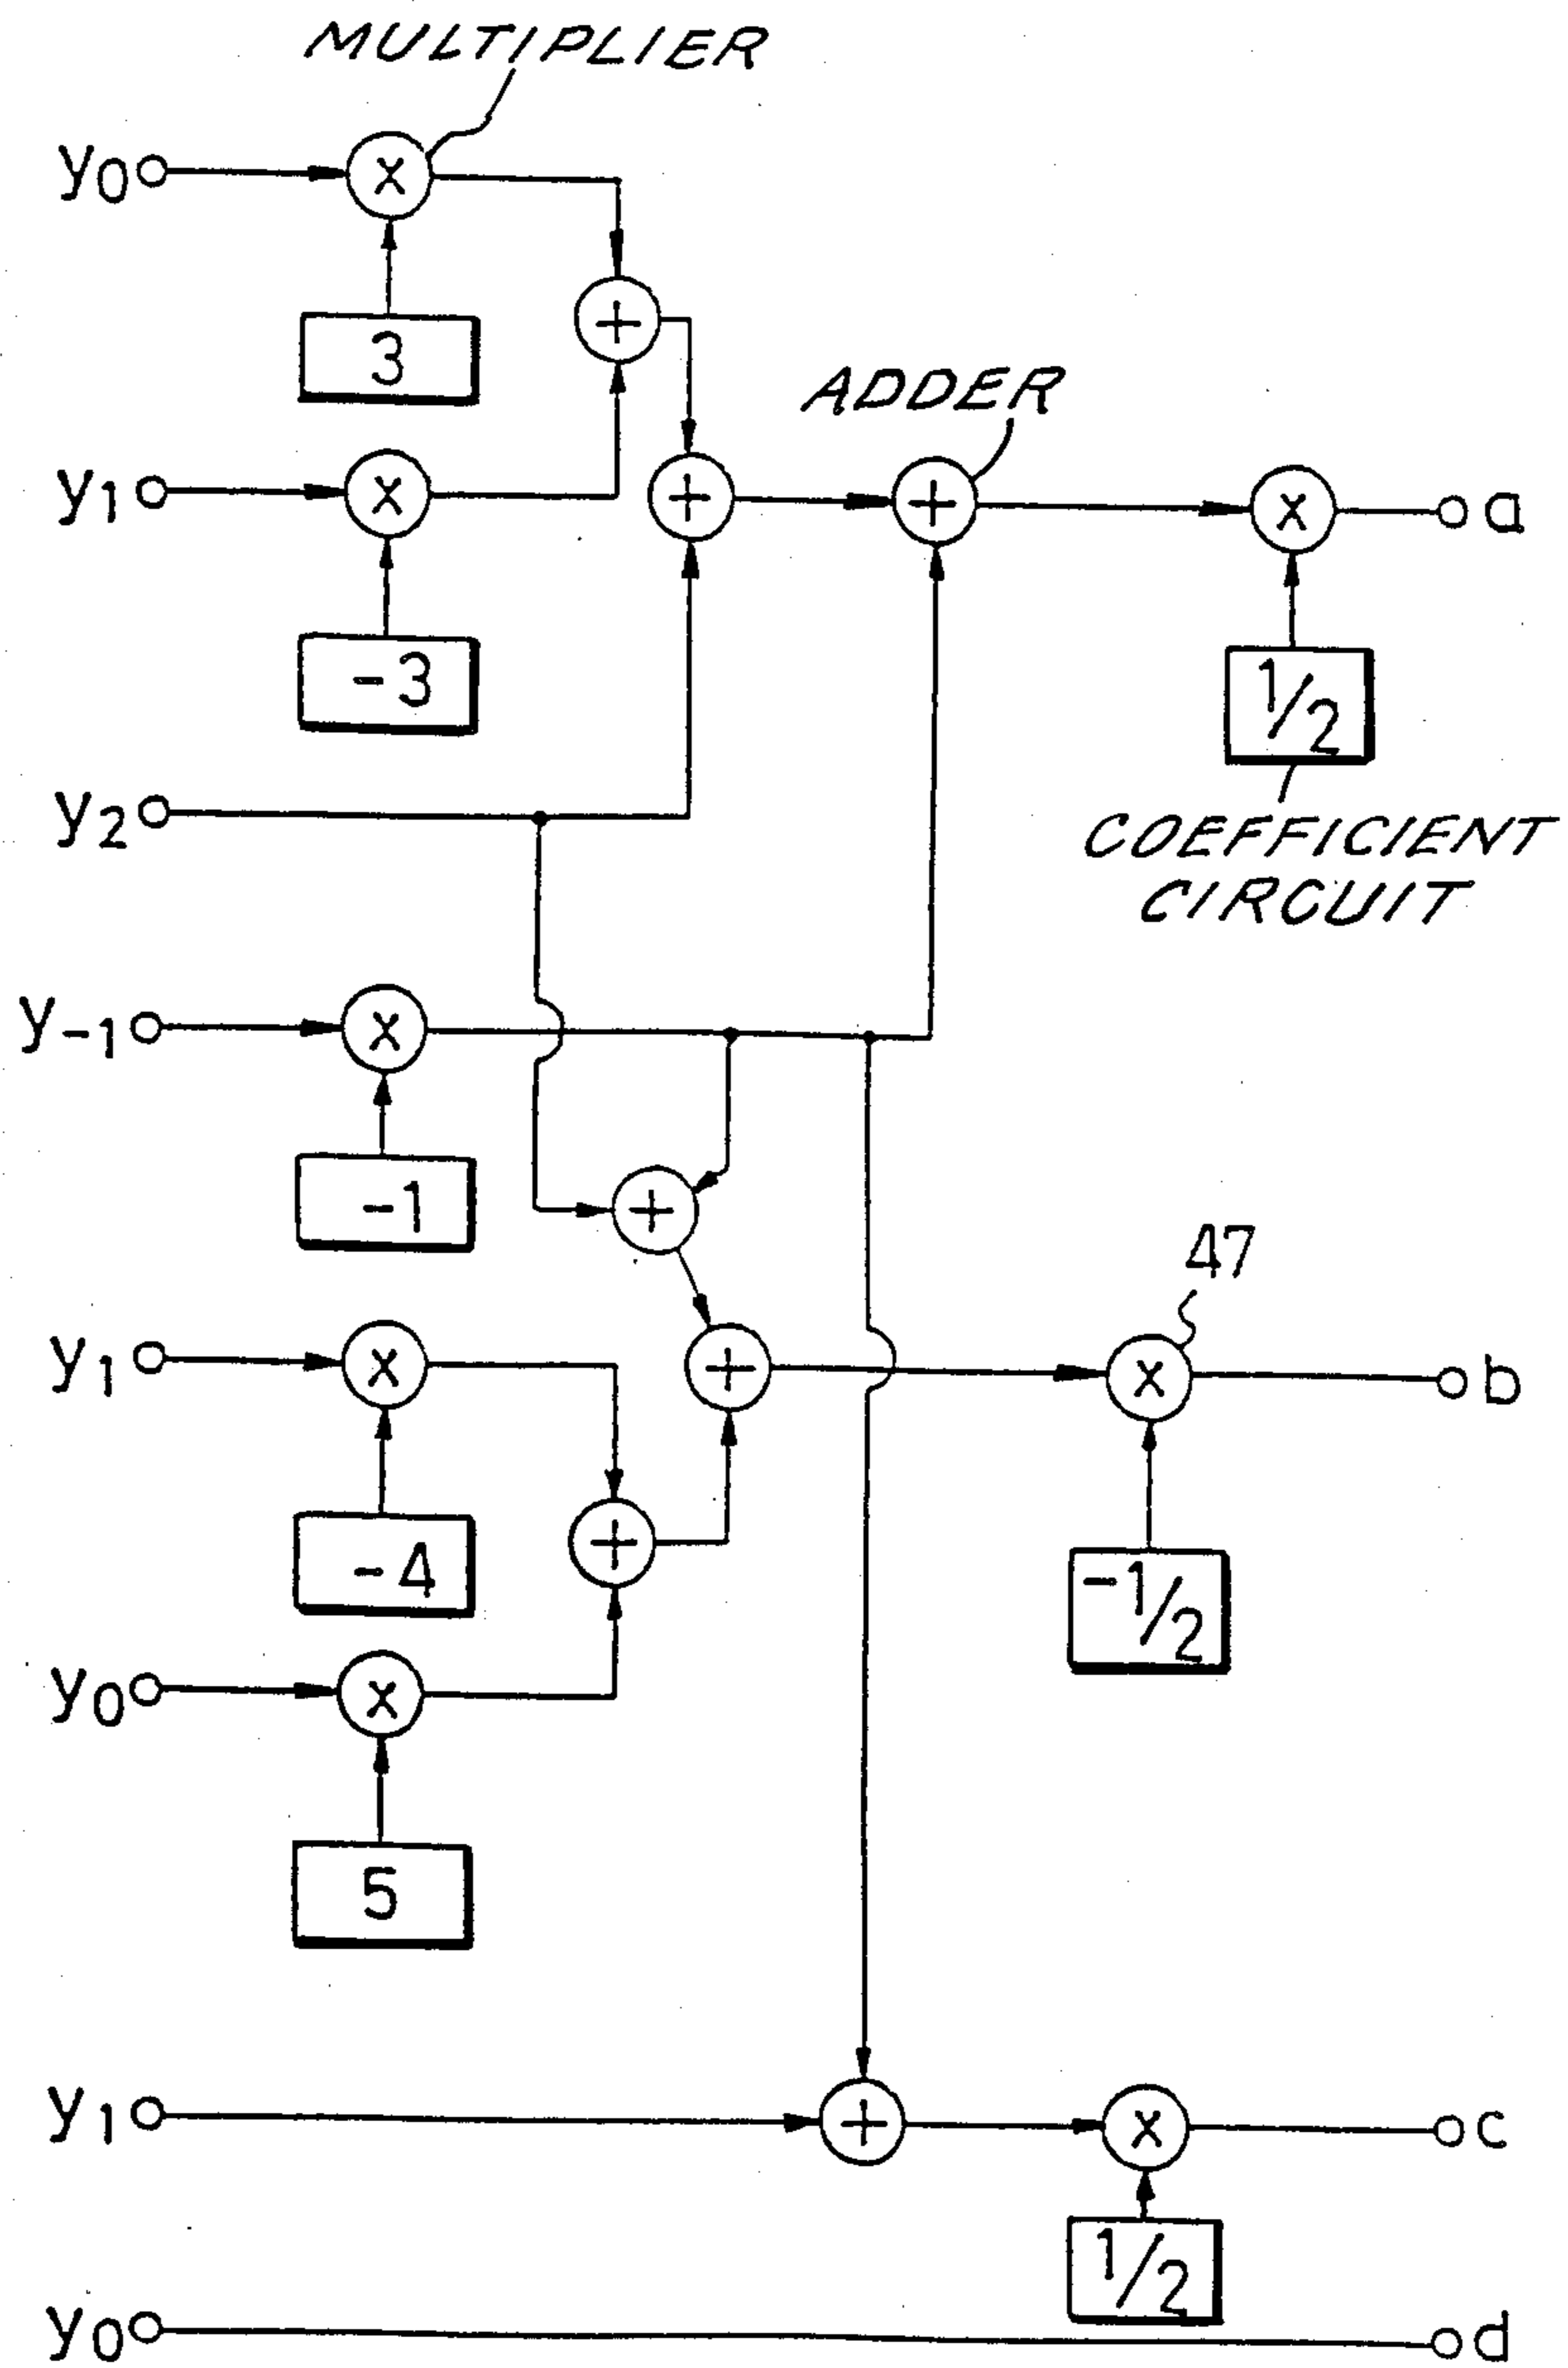 MULTIPLIER
y0
3
ADDER
y1
a
-3
1/2
y2
COEFFICIENT
CIRCUIT
y-1
-1
47
y1
b
-4
-1/2
y0
5
y1
c
1/2
y0
d